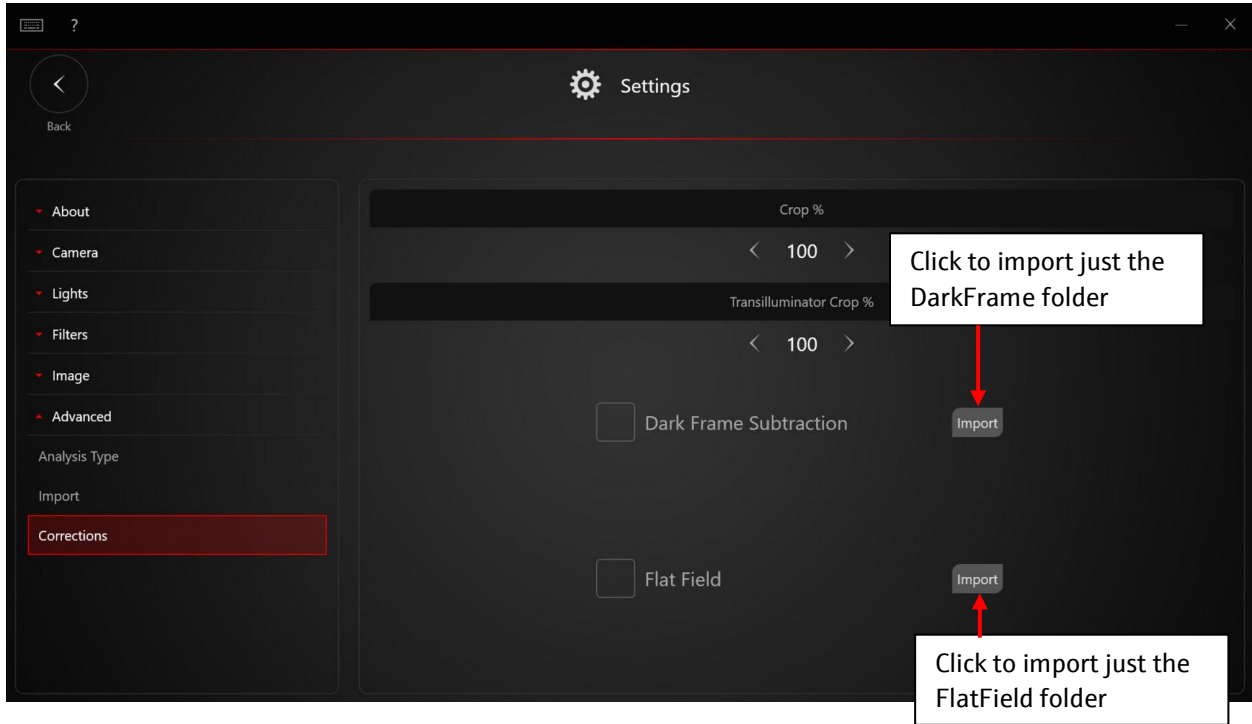 ?
Settings
Back
About
Camera
Lights
Filters
Image
Advanced
Analysis Type
Import
Corrections
Crop %
100
Transilluminator Crop %
100
Click to import just the
DarkFrame folder
Dark Frame Subtraction
Import
Flat Field
Import
Click to import just the
FlatField folder